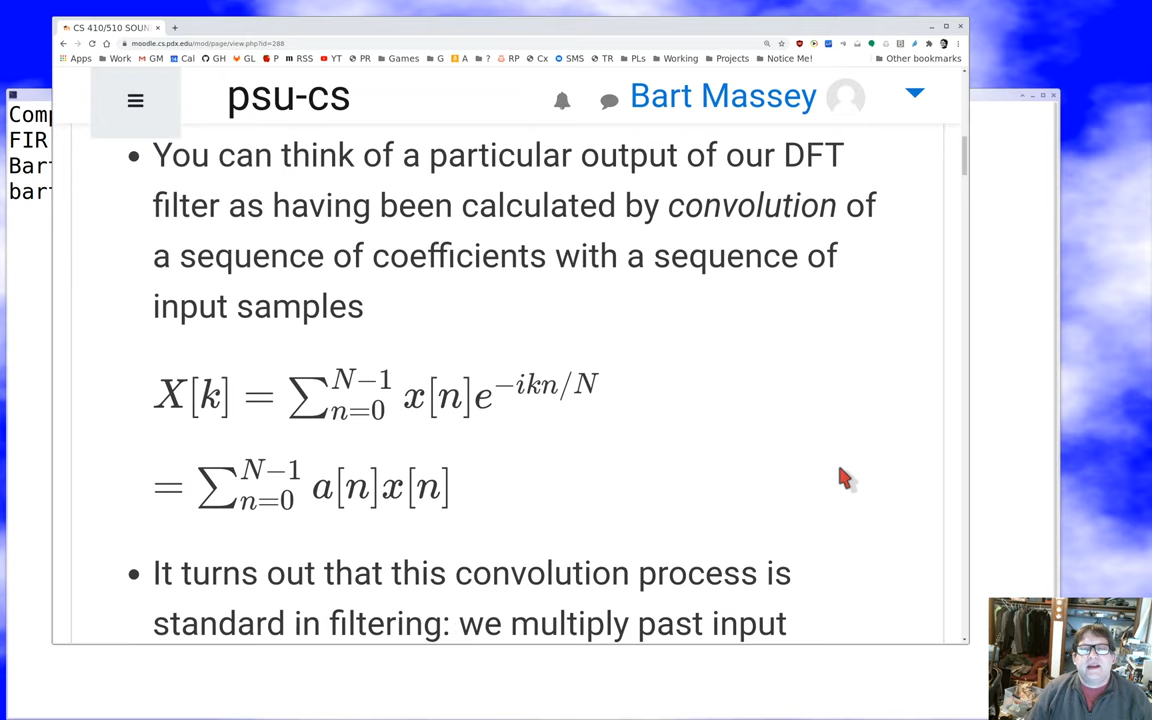 CS 410/510 SOUN
moodle.cs.pdx.edu/mod/page/view.php?id=288
Apps Work GM Cal GH GL P RSS YT PR Games G A ? RP Cx SMS TR PLs Working Projects Notice Me! Other bookmarks
psu-cs
Bart Massey
Comp
FIR
Bar
bar
• You can think of a particular output of our DFT
filter as having been calculated by convolution of
a sequence of coefficients with a sequence of
input samples
X[k] = ∑_{n=0}^{N−1} x[n]e^{−ikn/N}
= ∑_{n=0}^{N−1} a[n]x[n]
• It turns out that this convolution process is
standard in filtering: we multiply past input